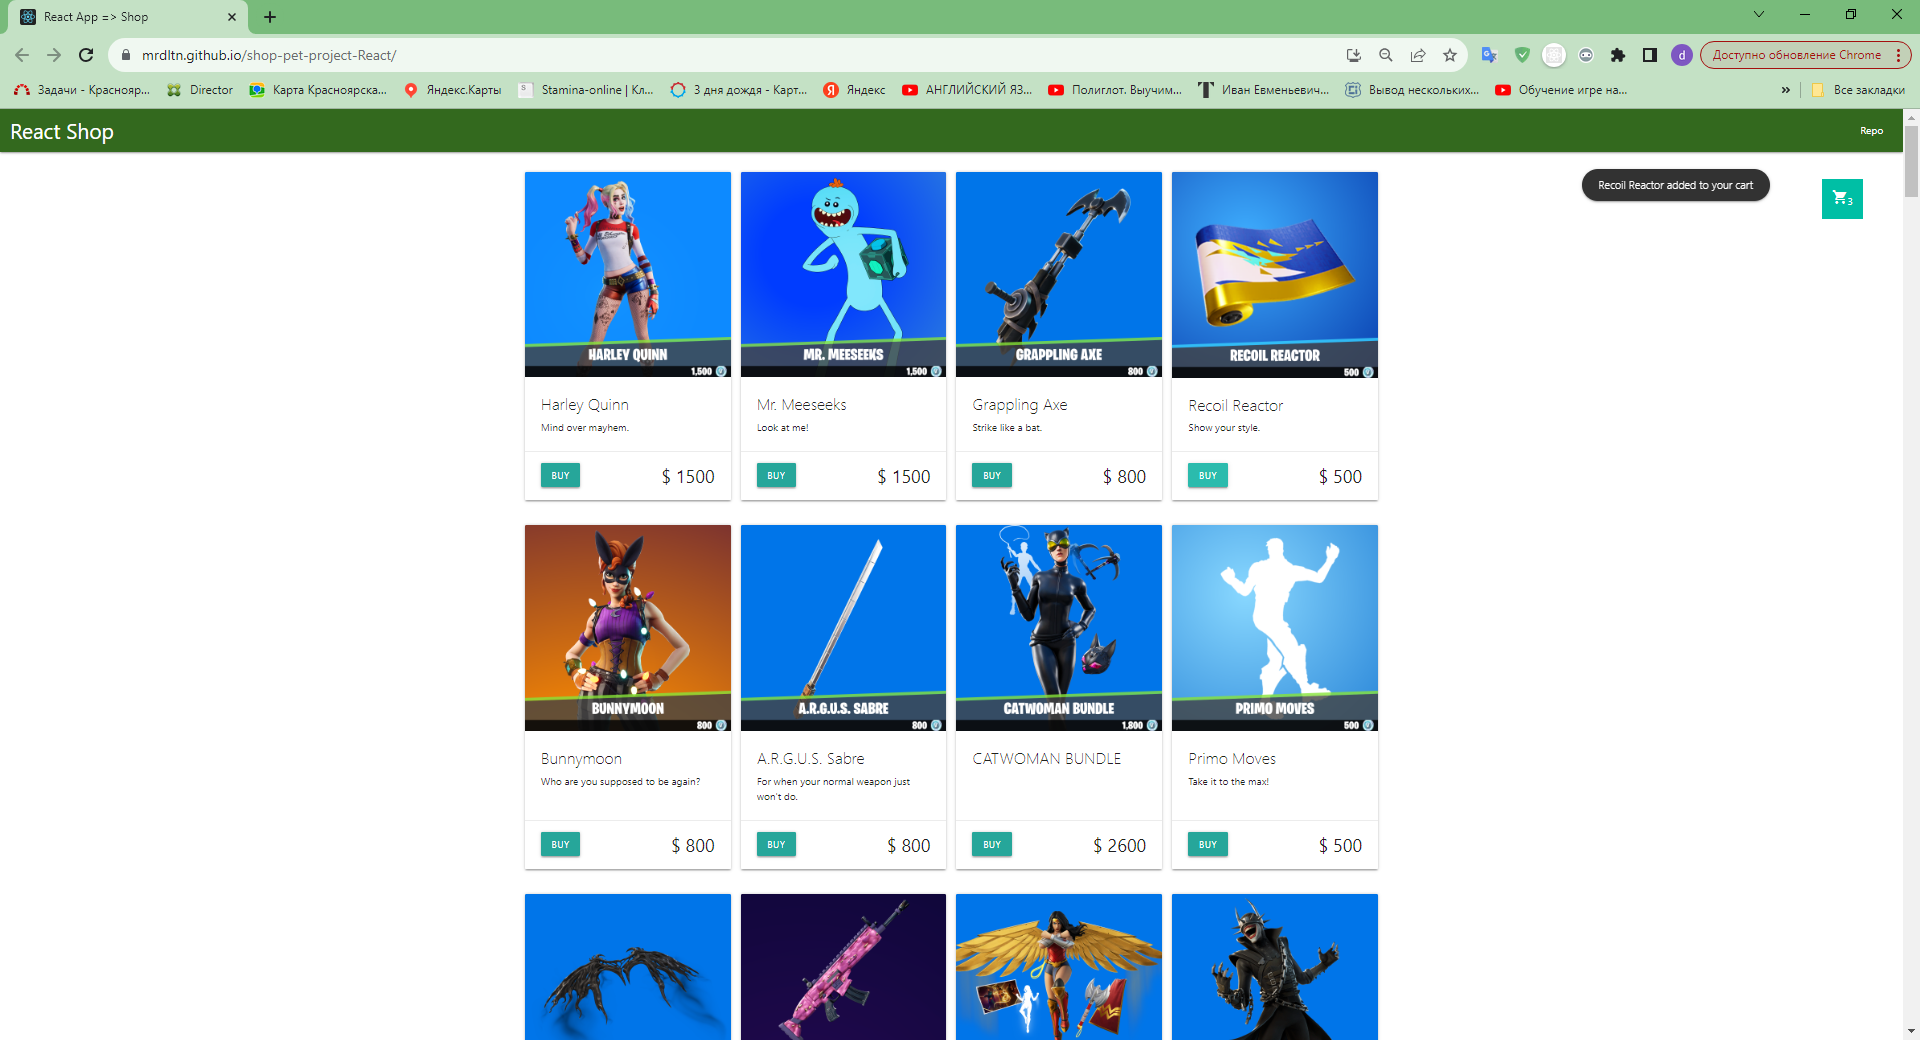 React App => Shop
mrdltn.github.io/shop-pet-project-React/
d
Доступно обновление Chrome
Задачи - Краснояр...
Director
Карта Красноярска...
Яндекс.Карты
Stamina-online | Кл...
3 дня дождя - Карт...
Яндекс
АНГЛИЙСКИЙ ЯЗ...
Полиглот. Выучим...
Иван Евменьевич...
Вывод нескольких...
Обучение игре на...
»
Все закладки
React Shop
Repo
Recoil Reactor added to your cart
3
HARLEY QUINN
1,500
MR. MEESEEKS
1,500
GRAPPLING AXE
800
RECOIL REACTOR
500
Harley Quinn
Mind over mayhem.
Mr. Meeseeks
Look at me!
Grappling Axe
Strike like a bat.
Recoil Reactor
Show your style.
BUY
$ 1500
BUY
$ 1500
BUY
$ 800
BUY
$ 500
BUNNYMOON
800
A.R.G.U.S. SABRE
800
CATWOMAN BUNDLE
1,800
PRIMO MOVES
500
Bunnymoon
Who are you supposed to be again?
A.R.G.U.S. Sabre
For when your normal weapon just
won't do.
CATWOMAN BUNDLE
Primo Moves
Take it to the max!
BUY
$ 800
BUY
$ 800
BUY
$ 2600
BUY
$ 500